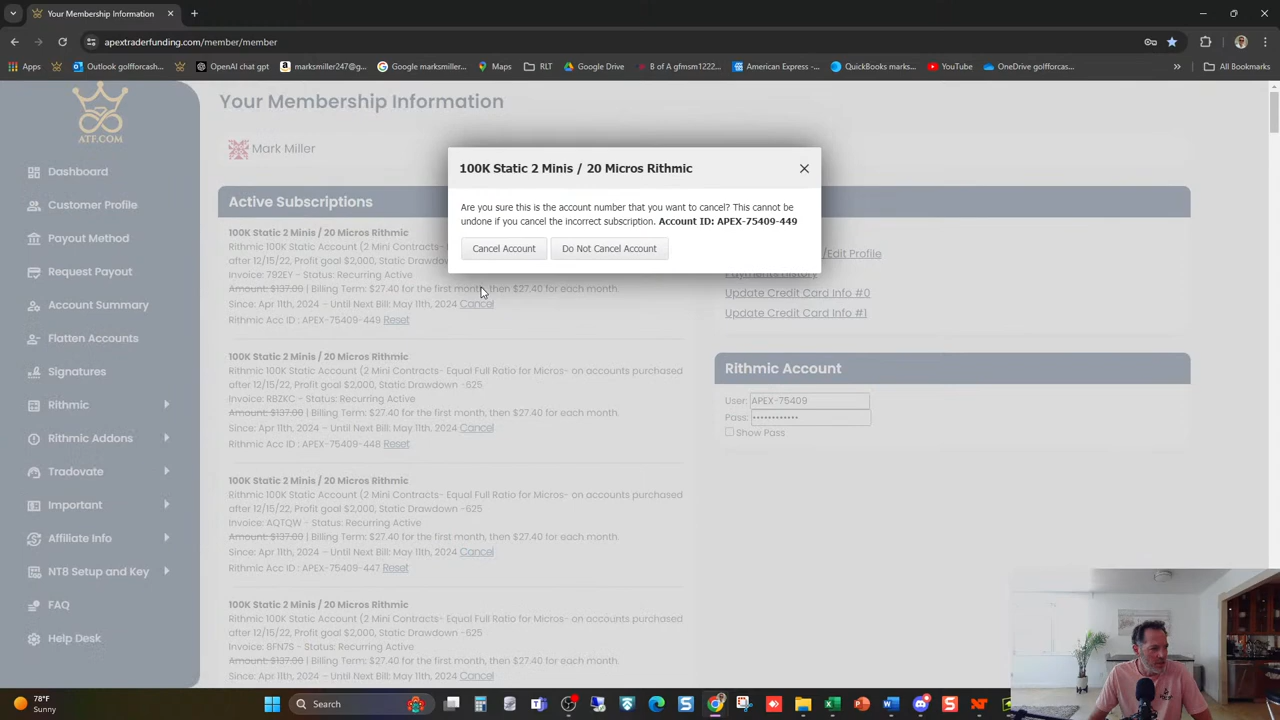 Your Membership Information
apextraderfunding.com/member/member
Apps
Outlook golfforcash...
OpenAI chat gpt
marksmiller247@g...
Google marksmiller...
Maps
RLT
Google Drive
B of A gfmsm1222...
American Express -...
QuickBooks marks...
YouTube
OneDrive golfforcas...
All Bookmarks
ATF.COM
Dashboard
Customer Profile
Payout Method
Request Payout
Account Summary
Flatten Accounts
Signatures
Rithmic
Rithmic Addons
Tradovate
Important
Affiliate Info
NT8 Setup and Key
FAQ
Help Desk
Your Membership Information
Mark Miller
Active Subscriptions
100K Static 2 Minis / 20 Micros Rithmic
Rithmic 100K Static Account (2 Mini Contracts-
after 12/15/22, Profit goal $2,000,
Invoice: 792EY - Status: Recurring Active
Amount: $137.00 | Billing Term: $27.40 for the first month, then $27.40 for each month.
Since: Apr 11th, 2024 – Until Next Bill: May 11th, 2024 Cancel
Rithmic Acc ID : APEX-75409-449 Reset
100K Static 2 Minis / 20 Micros Rithmic
Rithmic 100K Static Account (2 Mini Contracts- Equal Full Ratio for Micros- on accounts purchased
after 12/15/22, Profit goal $2,000, Static Drawdown -625
Invoice: RBZKC - Status: Recurring Active
Amount: $137.00 | Billing Term: $27.40 for the first month, then $27.40 for each month.
Since: Apr 11th, 2024 – Until Next Bill: May 11th, 2024 Cancel
Rithmic Acc ID : APEX-75409-448 Reset
100K Static 2 Minis / 20 Micros Rithmic
Rithmic 100K Static Account (2 Mini Contracts- Equal Full Ratio for Micros- on accounts purchased
after 12/15/22, Profit goal $2,000, Static Drawdown -625
Invoice: AQTQW - Status: Recurring Active
Amount: $137.00 | Billing Term: $27.40 for the first month, then $27.40 for each month.
Since: Apr 11th, 2024 – Until Next Bill: May 11th, 2024 Cancel
Rithmic Acc ID : APEX-75409-447 Reset
100K Static 2 Minis / 20 Micros Rithmic
Rithmic 100K Static Account (2 Mini Contracts- Equal Full Ratio for Micros- on accounts purchased
after 12/15/22, Profit goal $2,000, Static Drawdown -625
Invoice: 8FN7S - Status: Recurring Active
Amount: $137.00 | Billing Term: $27.40 for the first month, then $27.40 for each month.
Since: Apr 11th, 2024 – Until Next Bill: May 11th, 2024 Cancel
100K Static 2 Minis / 20 Micros Rithmic
Are you sure this is the account number that you want to cancel? This cannot be
undone if you cancel the incorrect subscription. Account ID: APEX-75409-449
Cancel Account
Do Not Cancel Account
/Edit Profile
Payments History
Update Credit Card Info #0
Update Credit Card Info #1
Rithmic Account
User: APEX-75409
Pass: ••••••••••••
Show Pass
78°F
Sunny
Search